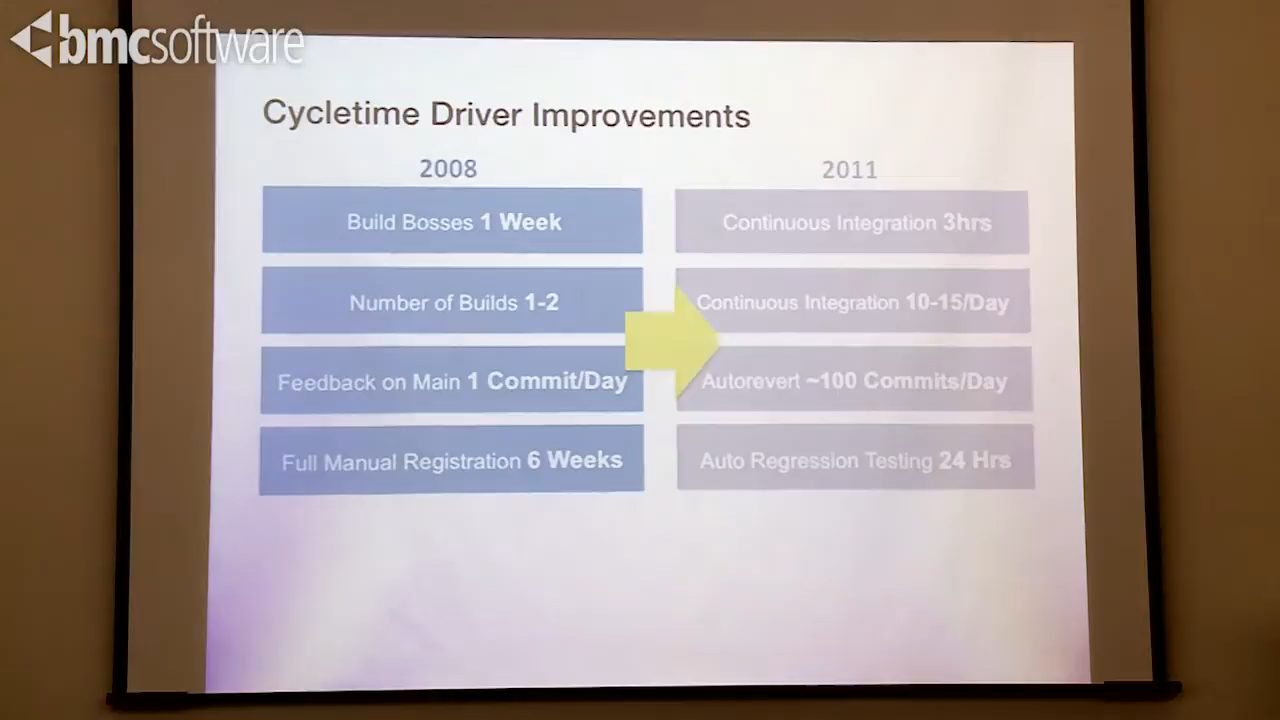 bmcsoftware
Cycletime Driver Improvements
2008
2011
Build Bosses 1 Week
Continuous Integration 3hrs
Number of Builds 1-2
Continuous Integration 10-15/Day
Feedback on Main 1 Commit/Day
Autorevert ~100 Commits/Day
Full Manual Registration 6 Weeks
Auto Regression Testing 24 Hrs